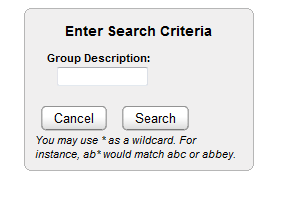 Enter Search Criteria
Group Description:
Cancel Search
You may use * as a wildcard. For
instance, ab* would match abc or abbey.